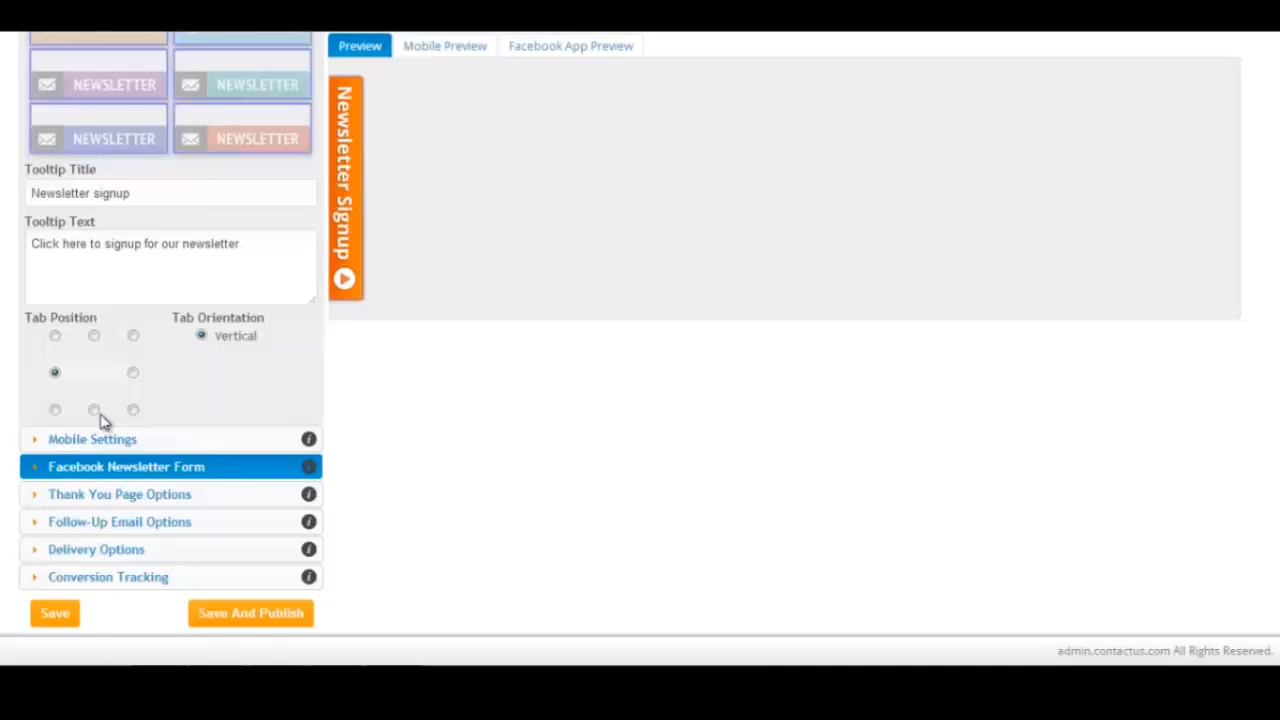 Preview Mobile Preview Facebook App Preview
NEWSLETTER NEWSLETTER
NEWSLETTER NEWSLETTER
Tooltip Title
Newsletter signup
Tooltip Text
Click here to signup for our newsletter
Tab Position Tab Orientation
Vertical
Mobile Settings
Facebook Newsletter Form
Thank You Page Options
Follow-Up Email Options
Delivery Options
Conversion Tracking
Save Save And Publish
Newsletter Signup
admin.contactus.com All Rights Reserved.